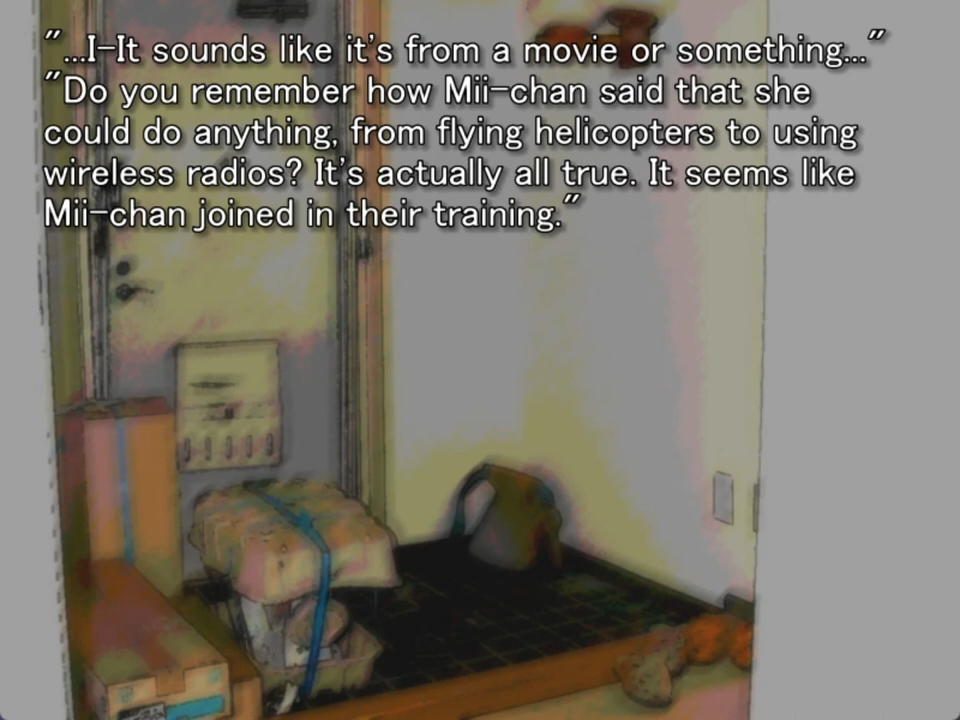 "...I-It sounds like it's from a movie or something..."
"Do you remember how Mii-chan said that she
could do anything, from flying helicopters to using
wireless radios? It's actually all true. It seems like
Mii-chan joined in their training."